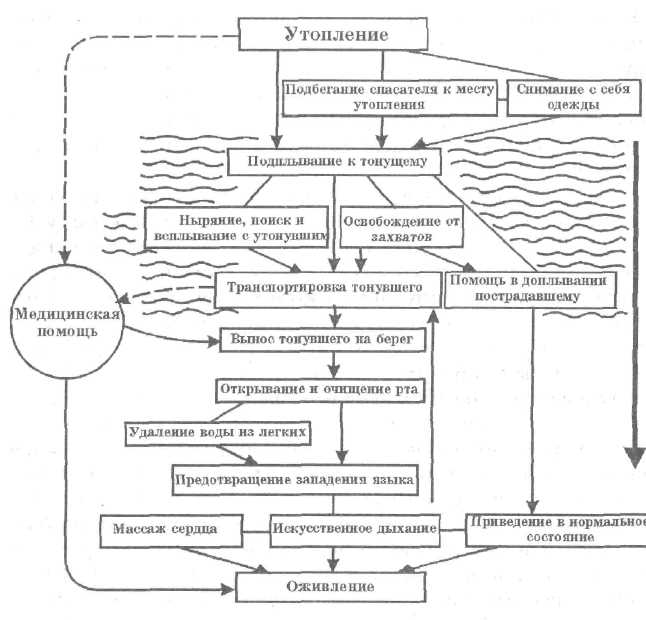 Утопление
Подбегание спасателя к месту
утопления
Снимание с себя
одежды
Подплывание к тонущему
Ныряние, поиск и
всплывание с утонувшим
Освобождение от
захватов
Транспортировка тонувшего
Помощь в доплывании
пострадавшему
Медицинская
помощь
Вынос тонувшего на берег
Открывание и очищение рта
Удаление воды из легких
Предотвращение западения языка
Массаж сердца
Искусственное дыхание
Приведение в нормальное
состояние
Оживление